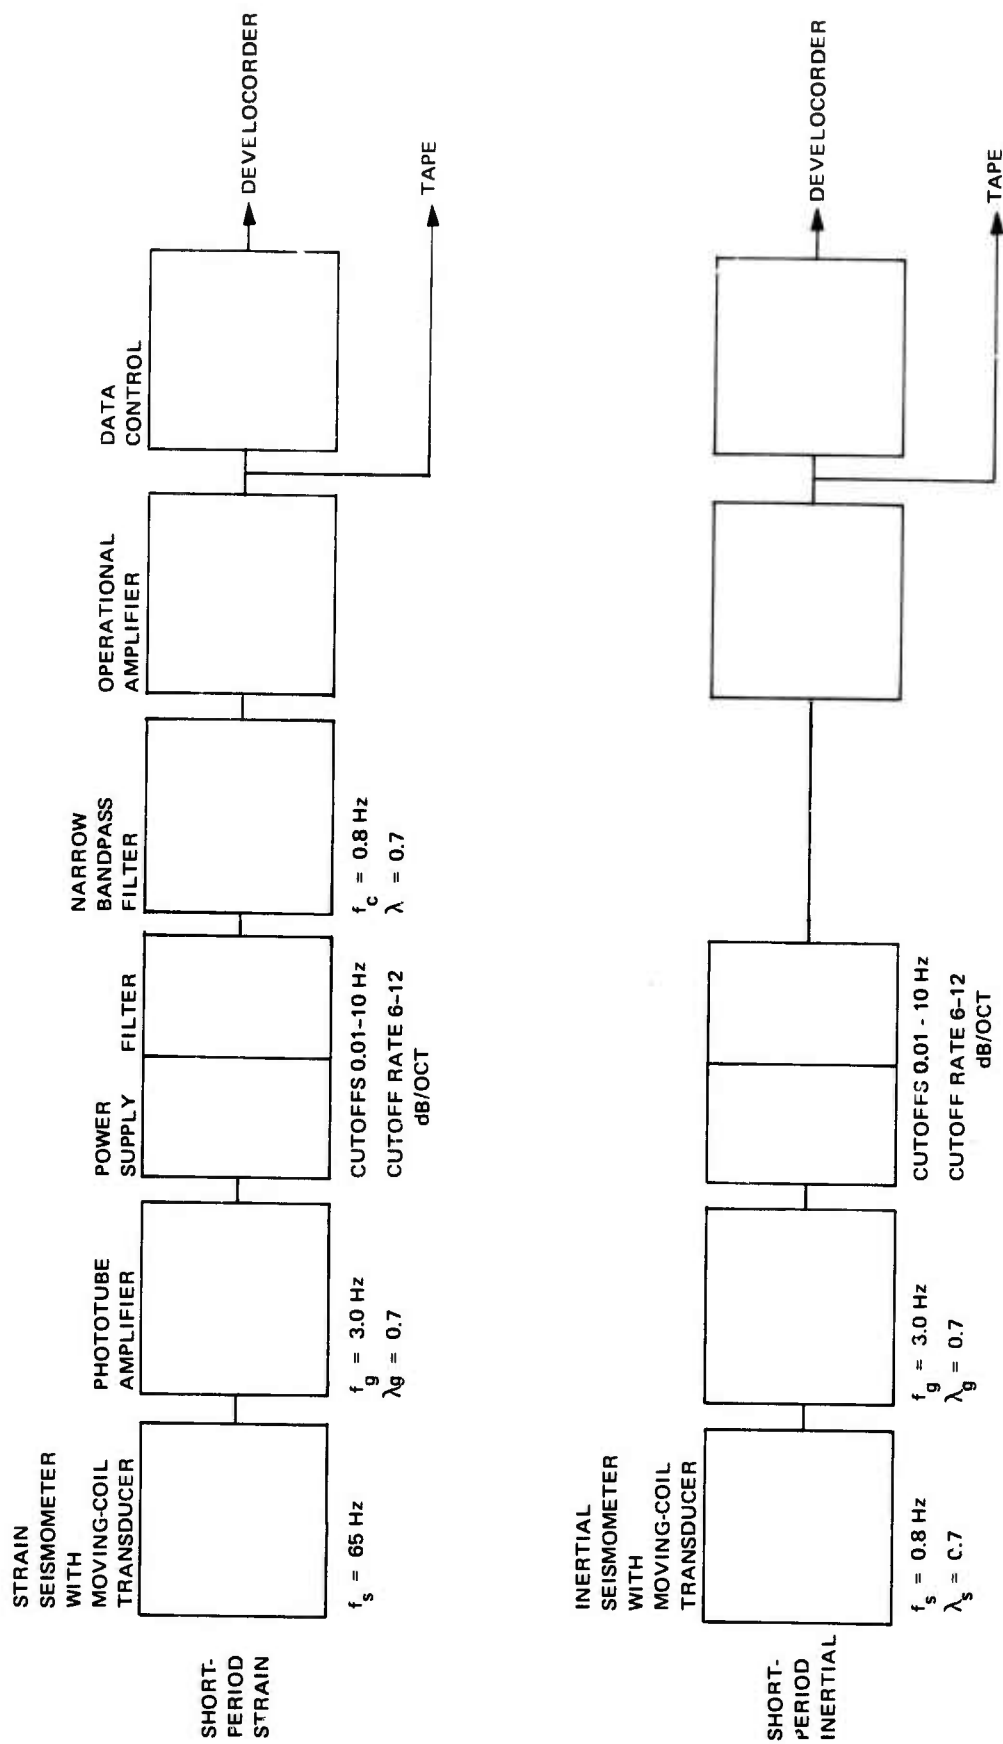 SHORT-
PERIOD
STRAIN
STRAIN
SEISMOMETER
WITH
MOVING-COIL
TRANSDUCER
f_s = 65 Hz
PHOTOTUBE
AMPLIFIER
f_g = 3.0 Hz
λg = 0.7
POWER
SUPPLY FILTER
CUTOFFS 0.01-10 Hz
CUTOFF RATE 6-12
dB/OCT
NARROW
BANDPASS
FILTER
f_c = 0.8 Hz
λ = 0.7
OPERATIONAL
AMPLIFIER
DATA
CONTROL
DEVELOCORDER
TAPE
SHORT-
PERIOD
INERTIAL
INERTIAL
SEISMOMETER
WITH
MOVING-COIL
TRANSDUCER
f_s = 0.8 Hz
λ_s = 0.7
f_g = 3.0 Hz
λ_g = 0.7
CUTOFFS 0.01 - 10 Hz
CUTOFF RATE 6-12
dB/OCT
DEVELOCORDER
TAPE